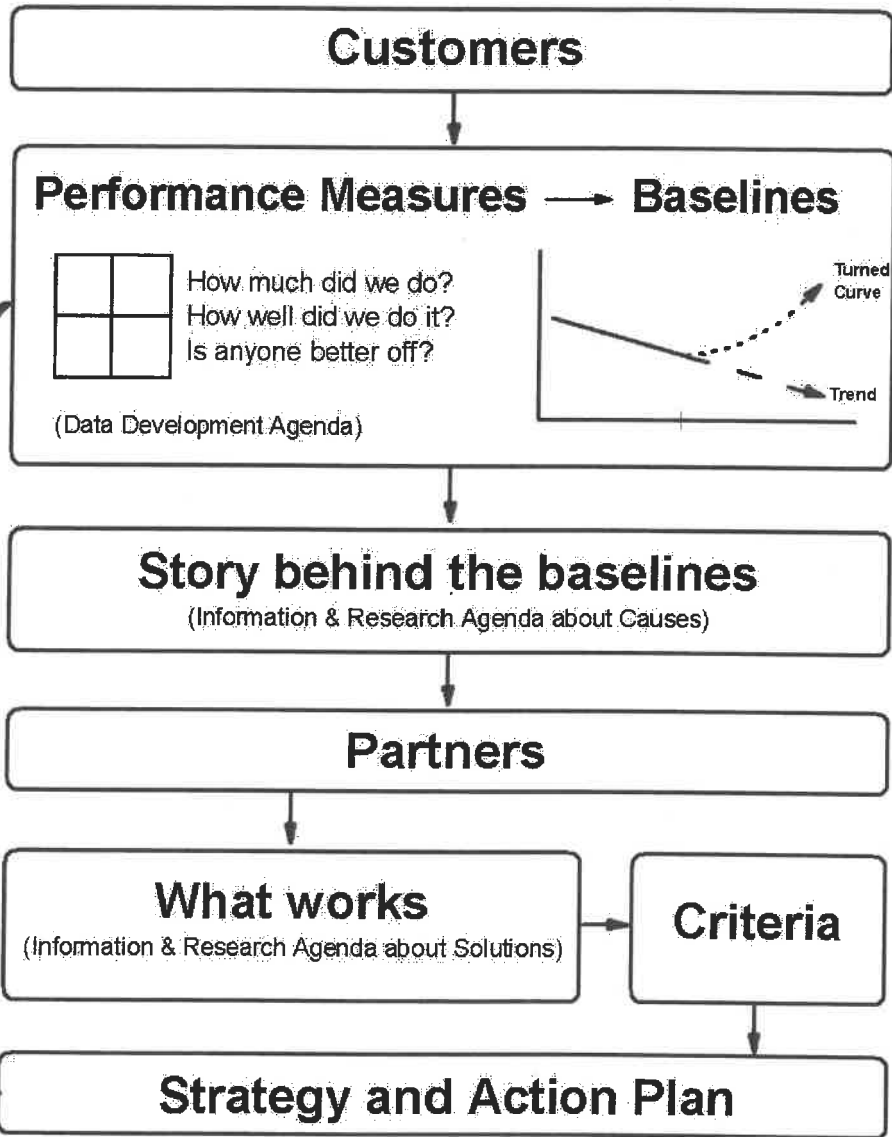 Customers
Performance Measures Baselines
How much did we do?
How well did we do it?
Is anyone better off?
(Data Development Agenda)
Turned
Curve
Trend
Story behind the baselines
(Information & Research Agenda about Causes)
Partners
What works
(Information & Research Agenda about Solutions)
Criteria
Strategy and Action Plan